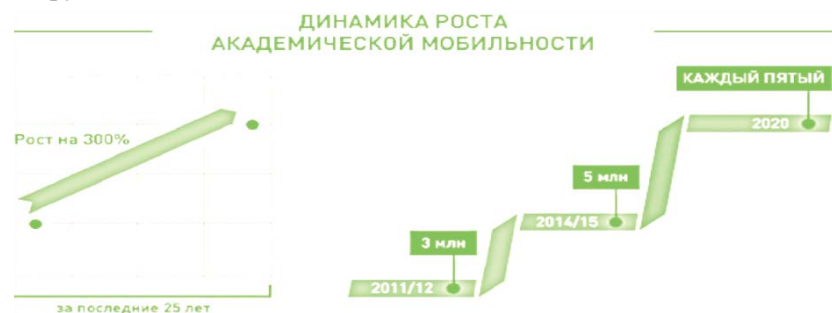 ДИНАМИКА РОСТА
АКАДЕМИЧЕСКОЙ МОБИЛЬНОСТИ
Рост на 300%
за последние 25 лет
КАЖДЫЙ ПЯТЫЙ
2020
5 млн
2014/15
3 млн
2011/12